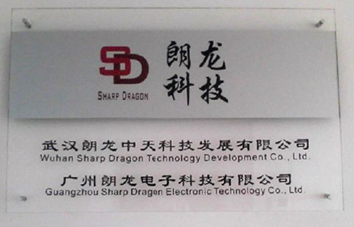 SD
SHARP DRAGON
朗龙
科技
武汉朗龙中天科技发展有限公司
Wuhan Sharp Dragon Technology Development Co., Ltd.
广州朗龙电子科技有限公司
Guangzhou Sharp Dragon Electronic Technology Co., Ltd.